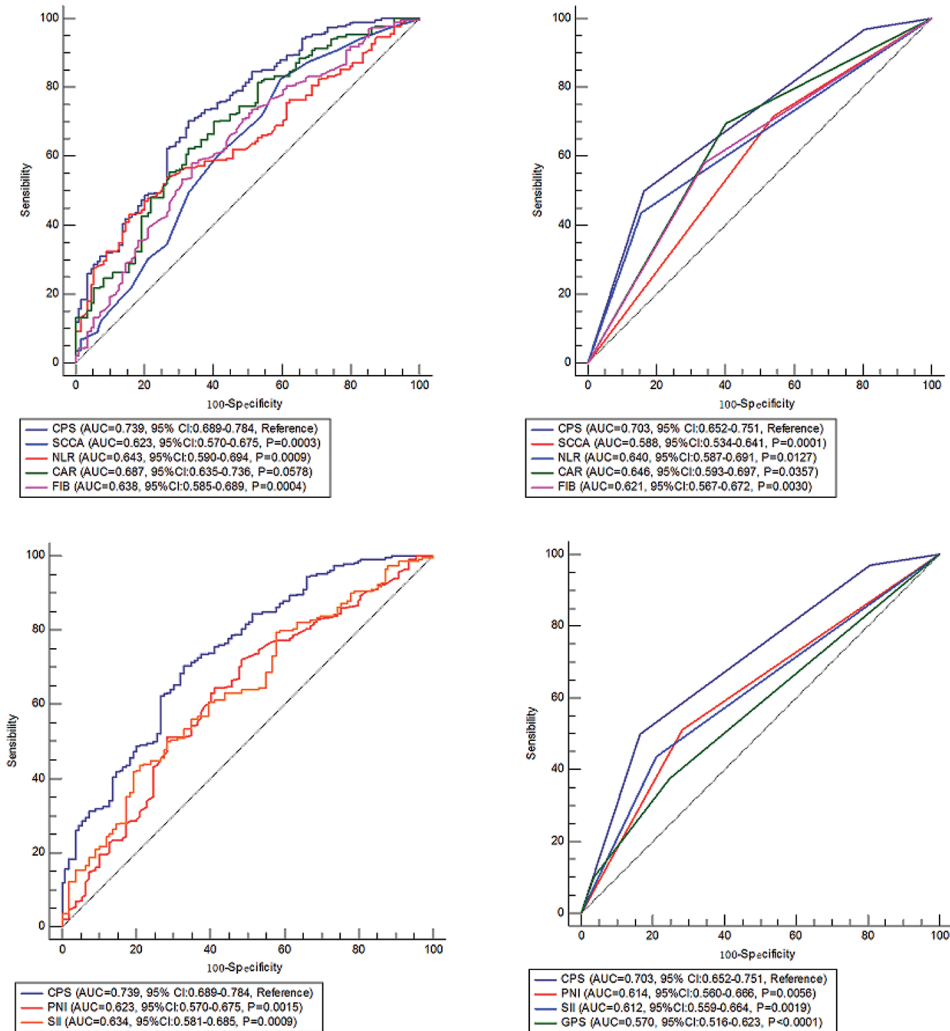 100
80
60
40
20
0
Sensibility
0 20 40 60 80 100
100-Specificity
CPS (AUC=0.739, 95% CI:0.689-0.784, Reference)
SCCA (AUC=0.623, 95%CI:0.570-0.675, P=0.0003)
NLR (AUC=0.643, 95%CI:0.590-0.694, P=0.0009)
CAR (AUC=0.687, 95%CI:0.635-0.736, P=0.0578)
FIB (AUC=0.638, 95%CI:0.585-0.689, P=0.0004)
100
80
60
40
20
0
Sensibility
0 20 40 60 80 100
100-Specificity
CPS (AUC=0.703, 95% CI:0.652-0.751, Reference)
SCCA (AUC=0.588, 95%CI:0.534-0.641, P=0.0001)
NLR (AUC=0.640, 95%CI:0.587-0.691, P=0.0127)
CAR (AUC=0.646, 95%CI:0.593-0.697, P=0.0357)
FIB (AUC=0.621, 95%CI:0.567-0.672, P=0.0030)
100
80
60
40
20
0
Sensibility
0 20 40 60 80 100
100-Specificity
CPS (AUC=0.739, 95% CI:0.689-0.784, Reference)
PNI (AUC=0.623, 95%CI:0.570-0.675, P=0.0015)
SII (AUC=0.634, 95%CI:0.581-0.685, P=0.0009)
100
80
60
40
20
0
Sensibility
0 20 40 60 80 100
100-Specificity
CPS (AUC=0.703, 95% CI:0.652-0.751, Reference)
PNI (AUC=0.614, 95%CI:0.560-0.666, P=0.0056)
SII (AUC=0.612, 95%CI:0.559-0.664, P=0.0019)
GPS (AUC=0.570, 95%CI:0.516-0.623, P<0.0001)